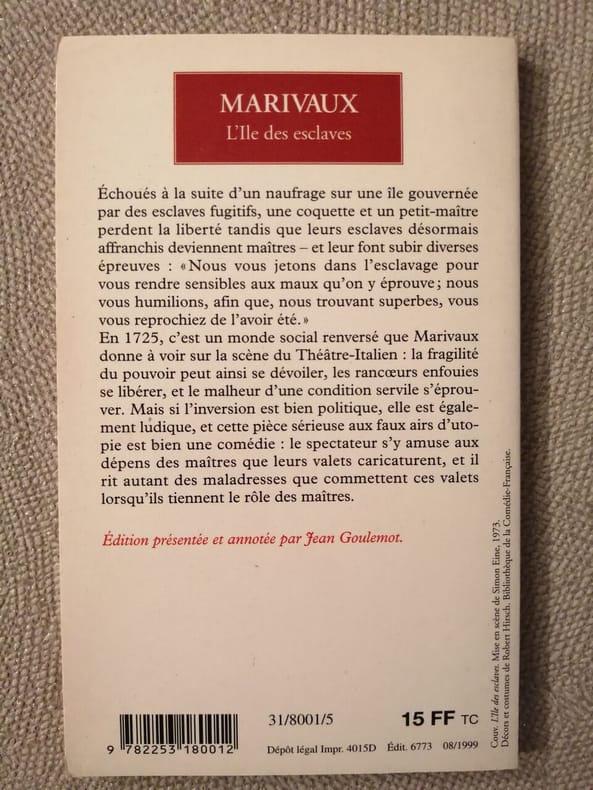 MARIVAUX
L'Ile des esclaves
Échoués à la suite d'un naufrage sur une île gouvernée
par des esclaves fugitifs, une coquette et un petit-maître
perdent la liberté tandis que leurs esclaves désormais
affranchis deviennent maîtres – et leur font subir diverses
épreuves : «Nous vous jetons dans l'esclavage pour
vous rendre sensibles aux maux qu'on y éprouve; nous
vous humilions, afin que, nous trouvant superbes, vous
vous reprochiez de l'avoir été.»
En 1725, c'est un monde social renversé que Marivaux
donne à voir sur la scène du Théâtre-Italien : la fragilité
du pouvoir peut ainsi se dévoiler, les rancœurs enfouies
se libérer, et le malheur d'une condition servile s'éprou-
ver. Mais si l'inversion est bien politique, elle est égale-
ment ludique, et cette pièce sérieuse aux faux airs d'uto-
pie est bien une comédie : le spectateur s'y amuse aux
dépens des maîtres que leurs valets caricaturent, et il
rit autant des maladresses que commettent ces valets
lorsqu'ils tiennent le rôle des maîtres.
Édition présentée et annotée par Jean Goulemot.
Couv. L'Ile des esclaves. Mise en scène de Simon Eine, 1973.
Décors et costumes de Robert Hirsch. Bibliothèque de la Comédie-Française.
31/8001/5
15 FF TC
9 782253 180012
Dépôt légal Impr. 4015D Édit. 6773 08/1999